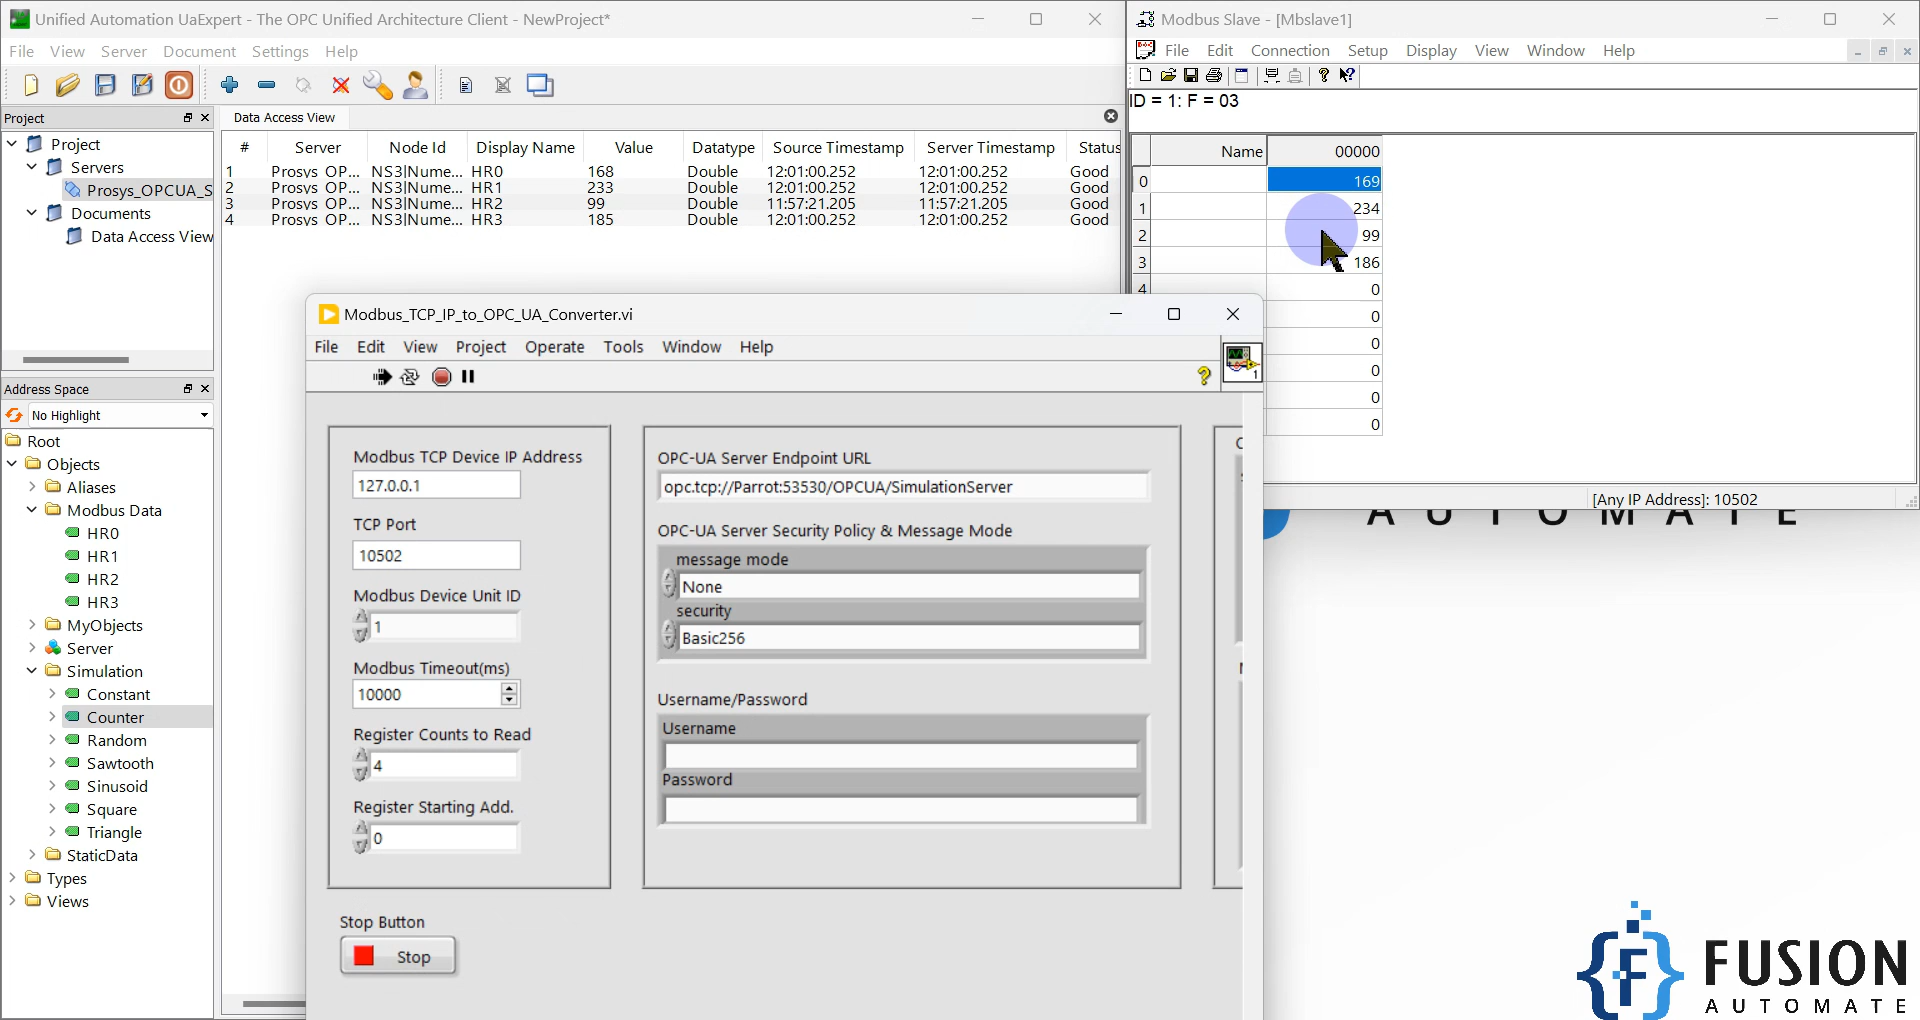 Unified Automation UaExpert - The OPC Unified Architecture Client - NewProject*
File View Server Document Settings Help
Project
Project
Servers
Prosys_OPCUA_S
Documents
Data Access View
Address Space
No Highlight
Root
Objects
Aliases
Modbus Data
HR0
HR1
HR2
HR3
MyObjects
Server
Simulation
Constant
Counter
Random
Sawtooth
Sinusoid
Square
Triangle
StaticData
Types
Views
Data Access View
# Server Node Id Display Name Value Datatype Source Timestamp Server Timestamp Status
1 Prosys OP... NS3|Nume... HR0 168 Double 12:01:00.252 12:01:00.252 Good
2 Prosys OP... NS3|Nume... HR1 233 Double 12:01:00.252 12:01:00.252 Good
3 Prosys OP... NS3|Nume... HR2 99 Double 11:57:21.205 11:57:21.205 Good
4 Prosys OP... NS3|Nume... HR3 185 Double 12:01:00.252 12:01:00.252 Good
Modbus Slave - [Mbslave1]
File Edit Connection Setup Display View Window Help
ID = 1: F = 03
Name 00000
0 169
1 234
2 99
3 186
4 0
0
0
0
0
0
[Any IP Address]: 10502
AUTOMATE
Modbus_TCP_IP_to_OPC_UA_Converter.vi
File Edit View Project Operate Tools Window Help
1
Modbus TCP Device IP Address
127.0.0.1
TCP Port
10502
Modbus Device Unit ID
1
Modbus Timeout(ms)
10000
Register Counts to Read
4
Register Starting Add.
0
OPC-UA Server Endpoint URL
opc.tcp://Parrot:53530/OPCUA/SimulationServer
OPC-UA Server Security Policy & Message Mode
message mode
None
security
Basic256
Username/Password
Username
Password
Stop Button
Stop
FUSION
AUTOMATE